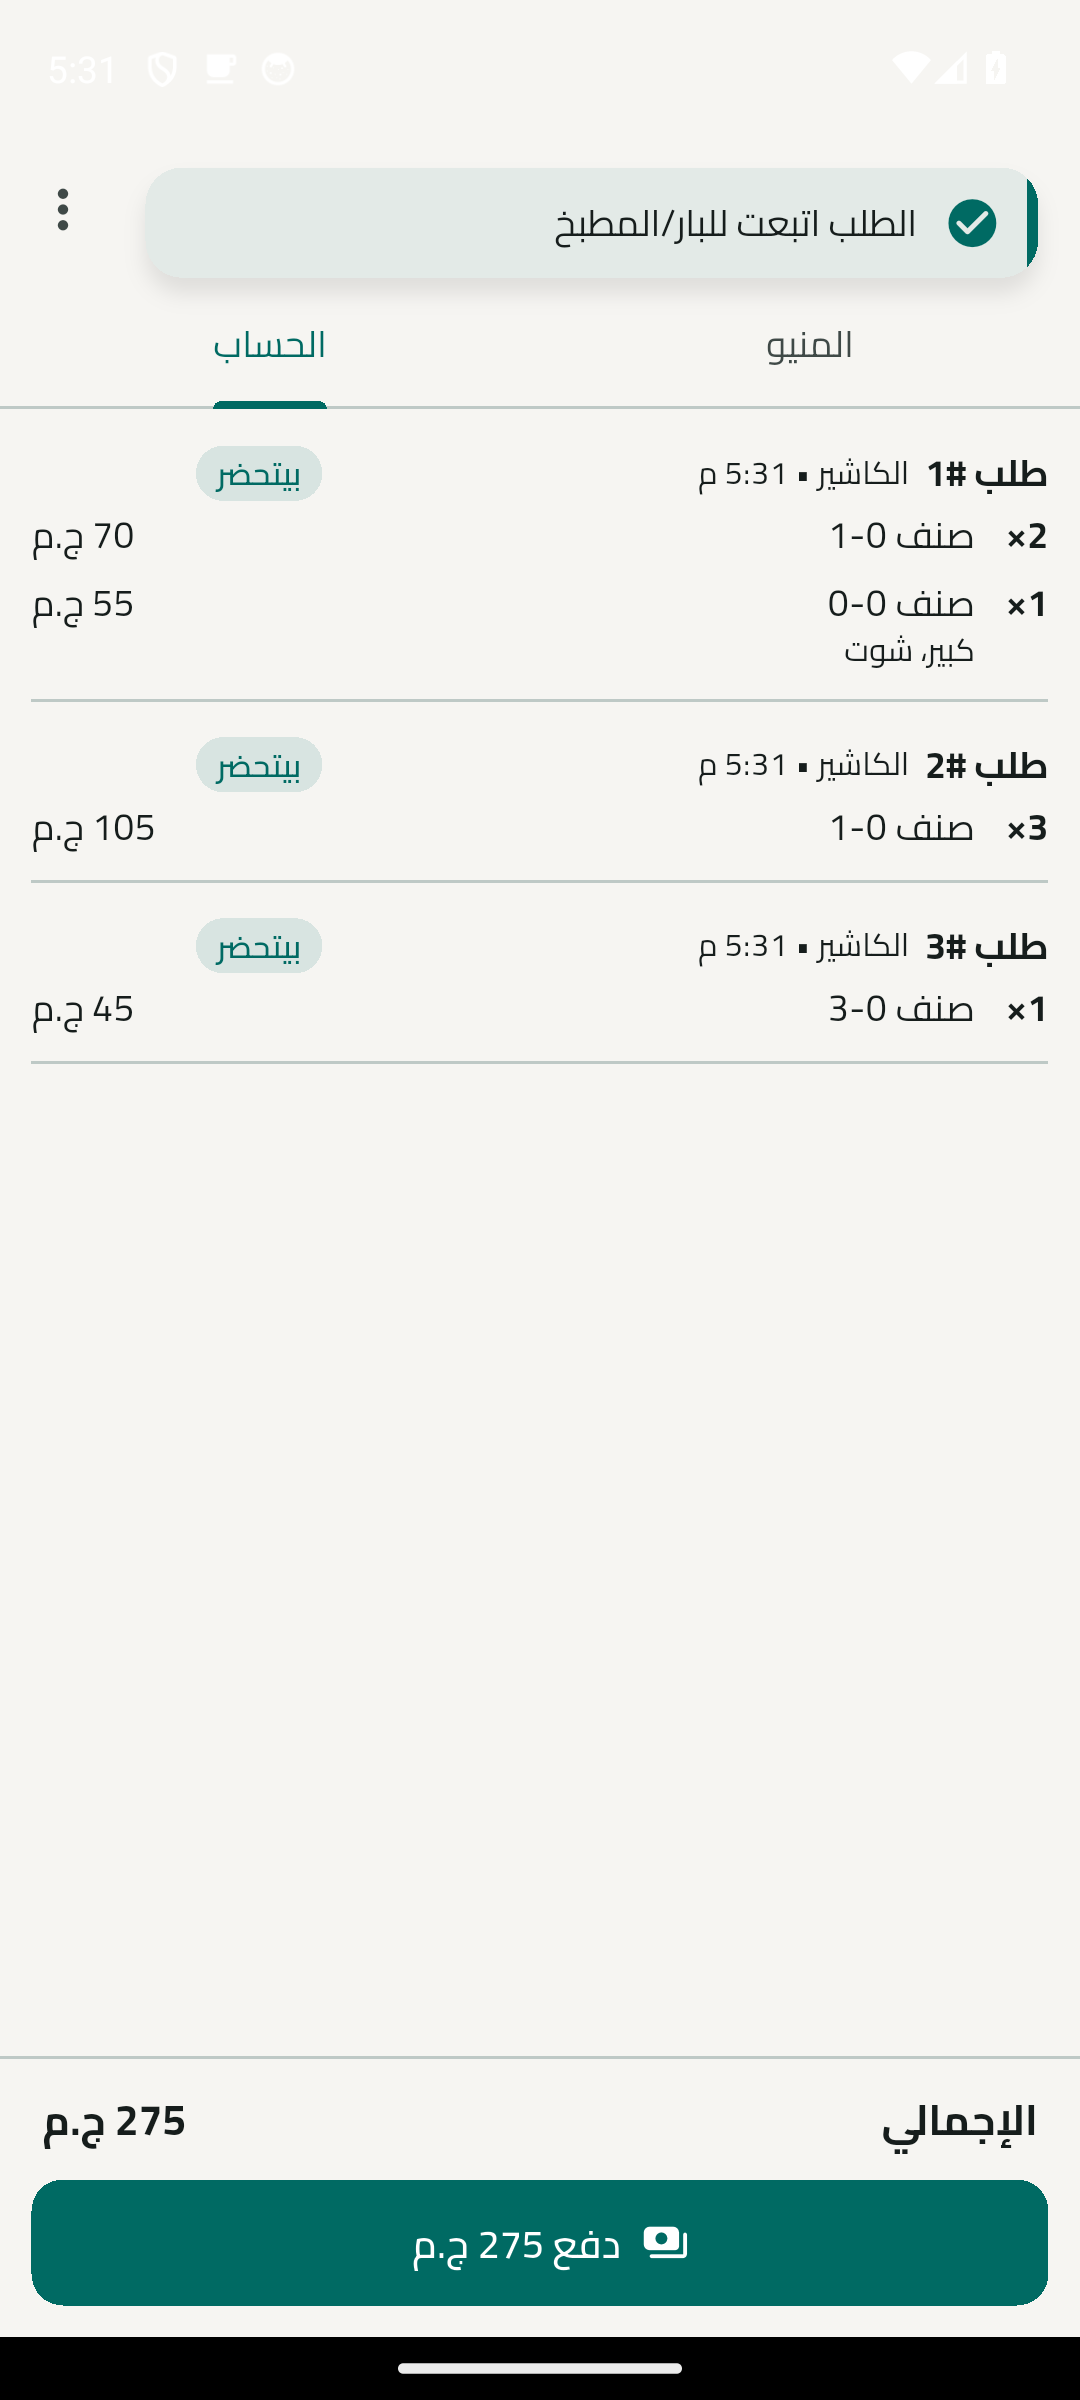 5:31
الطلب اتبعت للبار/المطبخ
المنيو
الحساب
طلب #1 الكاشير • 5:31 م بيتحضر
2× صنف 0-1 70 ج.م
1× صنف 0-0 55 ج.م
كبير، شوت
طلب #2 الكاشير • 5:31 م بيتحضر
3× صنف 0-1 105 ج.م
طلب #3 الكاشير • 5:31 م بيتحضر
1× صنف 0-3 45 ج.م
الإجمالي 275 ج.م
دفع 275 ج.م